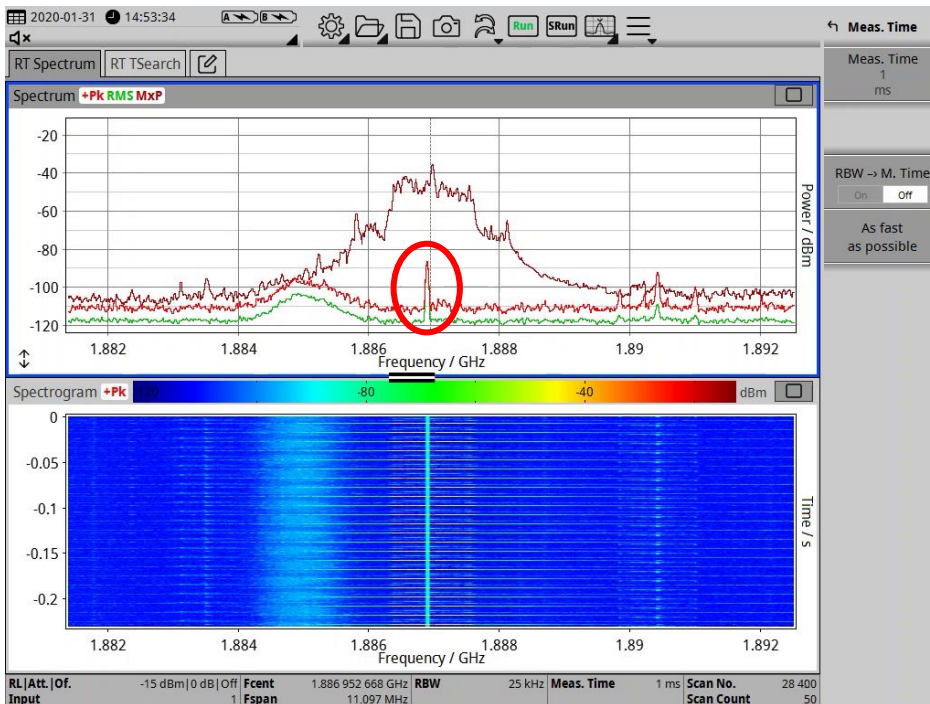 2020-01-31 14:53:34 A B Run SRun Meas. Time
RT Spectrum RT TSearch
Meas. Time
1
ms
Spectrum +Pk RMS MxP
-20
-40
-60
-80
-100
-120
Power / dBm
1.882 1.884 1.886 1.888 1.89 1.892
Frequency / GHz
RBW -› M. Time
On Off
As fast
as possible
Spectrogram +Pk -80 -40 dBm
0
-0.05
-0.1
-0.15
-0.2
Time / s
1.882 1.884 1.886 1.888 1.89 1.892
Frequency / GHz
RL|Att.|Of. -15 dBm|0 dB|Off Fcent 1.886 952 668 GHz RBW 25 kHz Meas. Time 1 ms Scan No. 28 400
Input 1 Fspan 11.097 MHz Scan Count 50